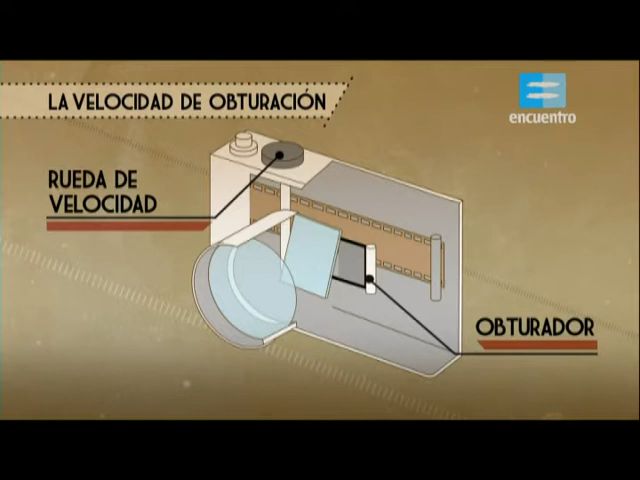 LA VELOCIDAD DE OBTURACIÓN
encuentro
RUEDA DE
VELOCIDAD
OBTURADOR